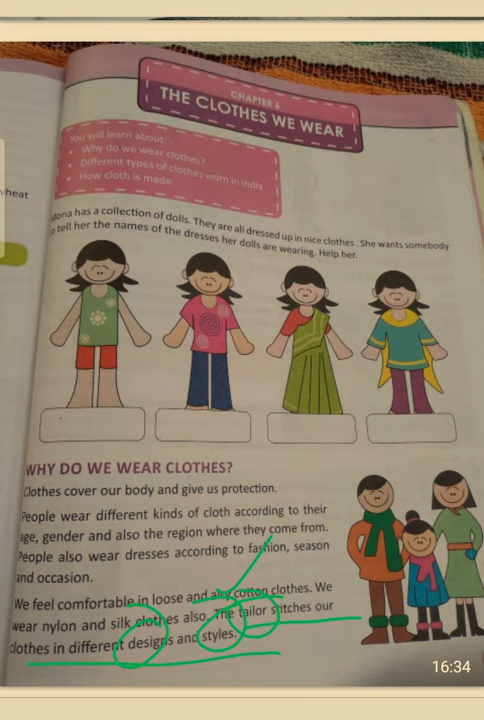 CHAPTER 6
THE CLOTHES WE WEAR
You will learn about:
• Why do we wear clothes?
• Different types of clothes worn in India
• How cloth is made
wheat
Mona has a collection of dolls. They are all dressed up in nice clothes. She wants somebody
to tell her the names of the dresses her dolls are wearing. Help her.
WHY DO WE WEAR CLOTHES?
Clothes cover our body and give us protection.
People wear different kinds of cloth according to their
age, gender and also the region where they come from.
People also wear dresses according to fashion, season
and occasion.
We feel comfortable in loose and airy cotton clothes. We
wear nylon and silk clothes also. The tailor stitches our
clothes in different designs and styles.
16:34